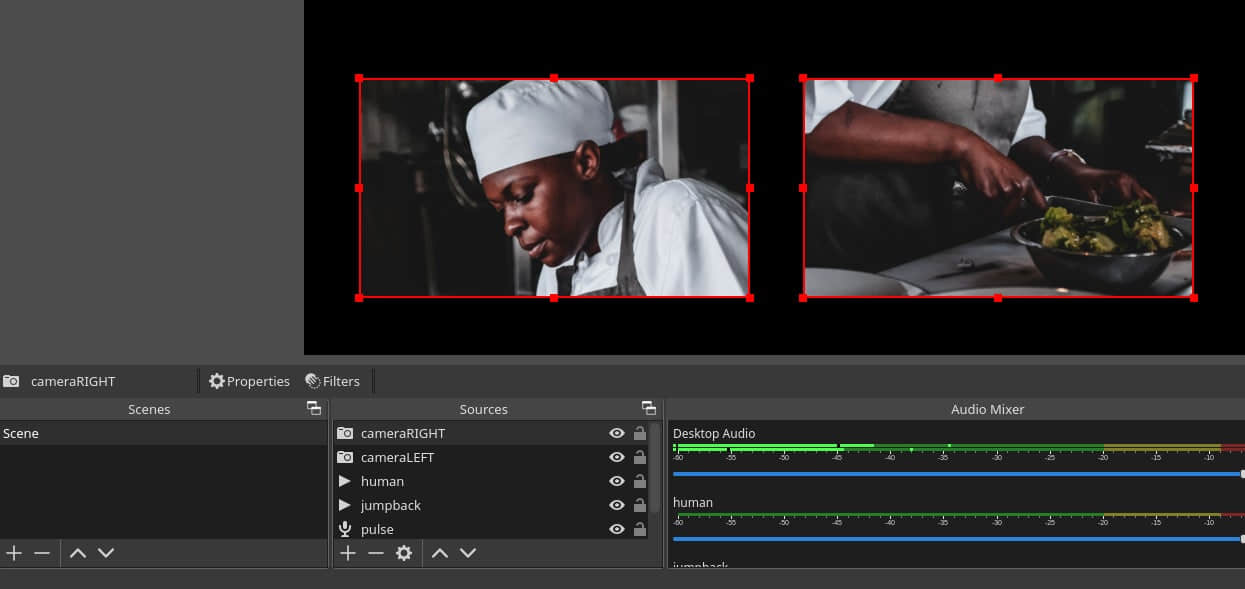 cameraRIGHT Properties Filters
Scenes
Scene
Sources
cameraRIGHT
cameraLEFT
human
jumpback
pulse
Audio Mixer
Desktop Audio
-60 -55 -50 -45 -40 -35 -30 -25 -20 -15 -10
human
-60 -55 -50 -45 -40 -35 -30 -25 -20 -15 -10
jumpback